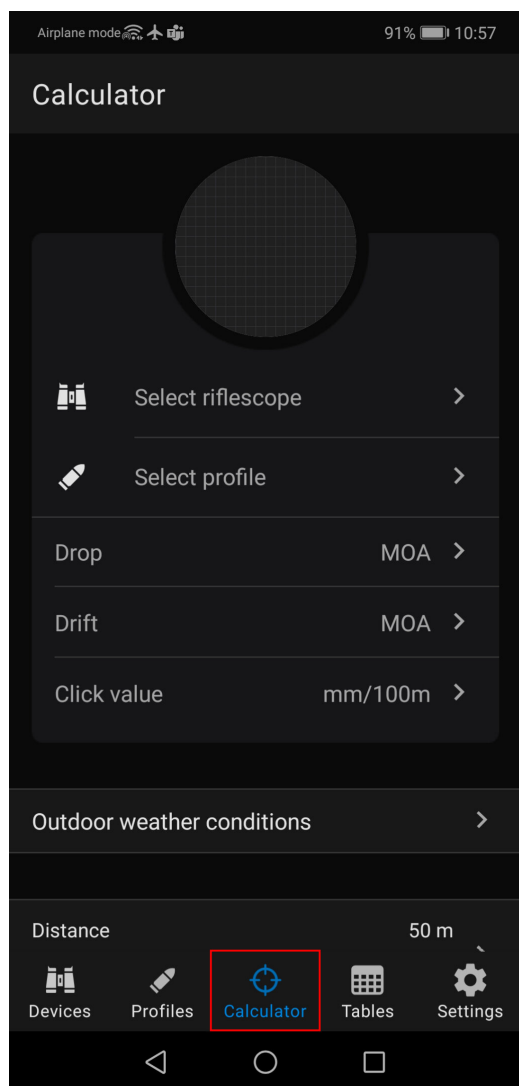 Airplane mode 91% 10:57
Calculator
Select riflescope
Select profile
Drop MOA
Drift MOA
Click value mm/100m
Outdoor weather conditions
Distance 50 m
Devices Profiles Calculator Tables Settings